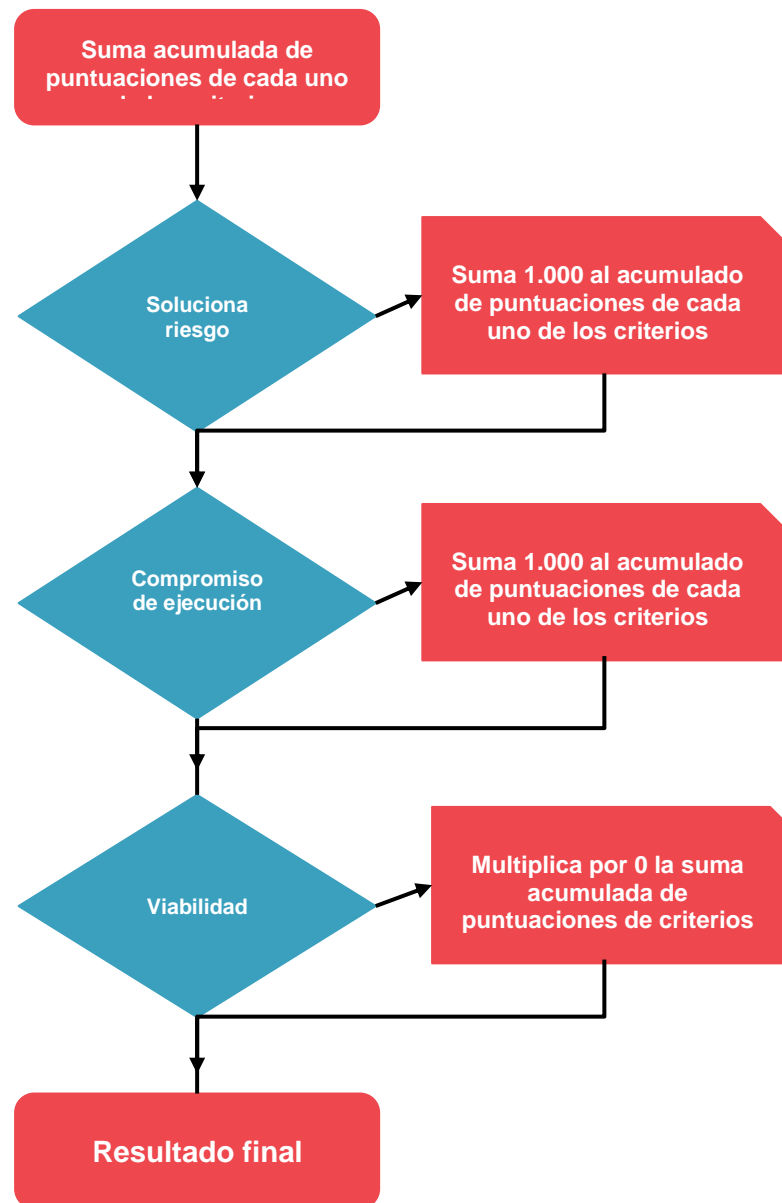 Suma acumulada de
puntuaciones de cada uno
Soluciona
riesgo
Suma 1.000 al acumulado
de puntuaciones de cada
uno de los criterios
Compromiso
de ejecución
Suma 1.000 al acumulado
de puntuaciones de cada
uno de los criterios
Viabilidad
Multiplica por 0 la suma
acumulada de
puntuaciones de criterios
Resultado final